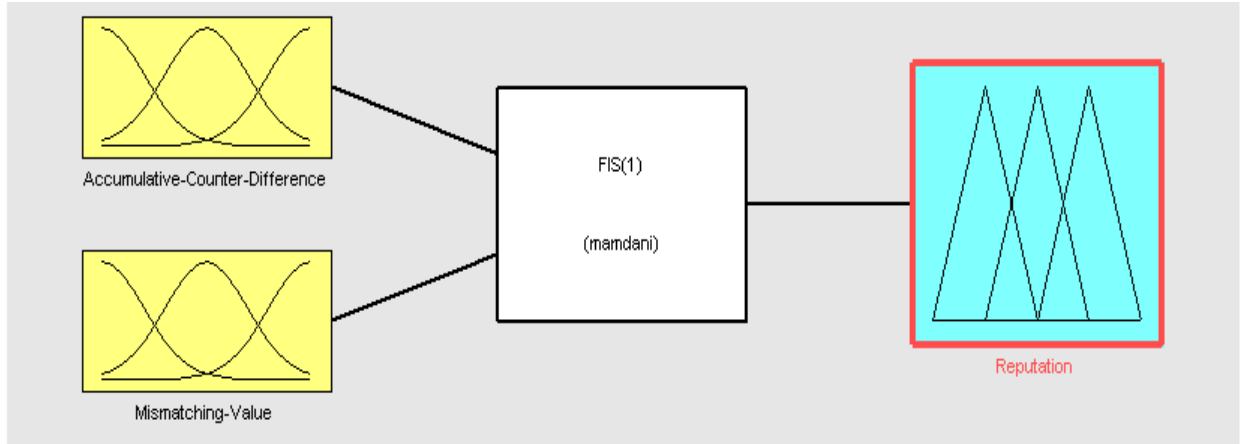 Accumulative-Counter-Difference
Mismatching-Value
FIS(1)
(mamdani)
Reputation